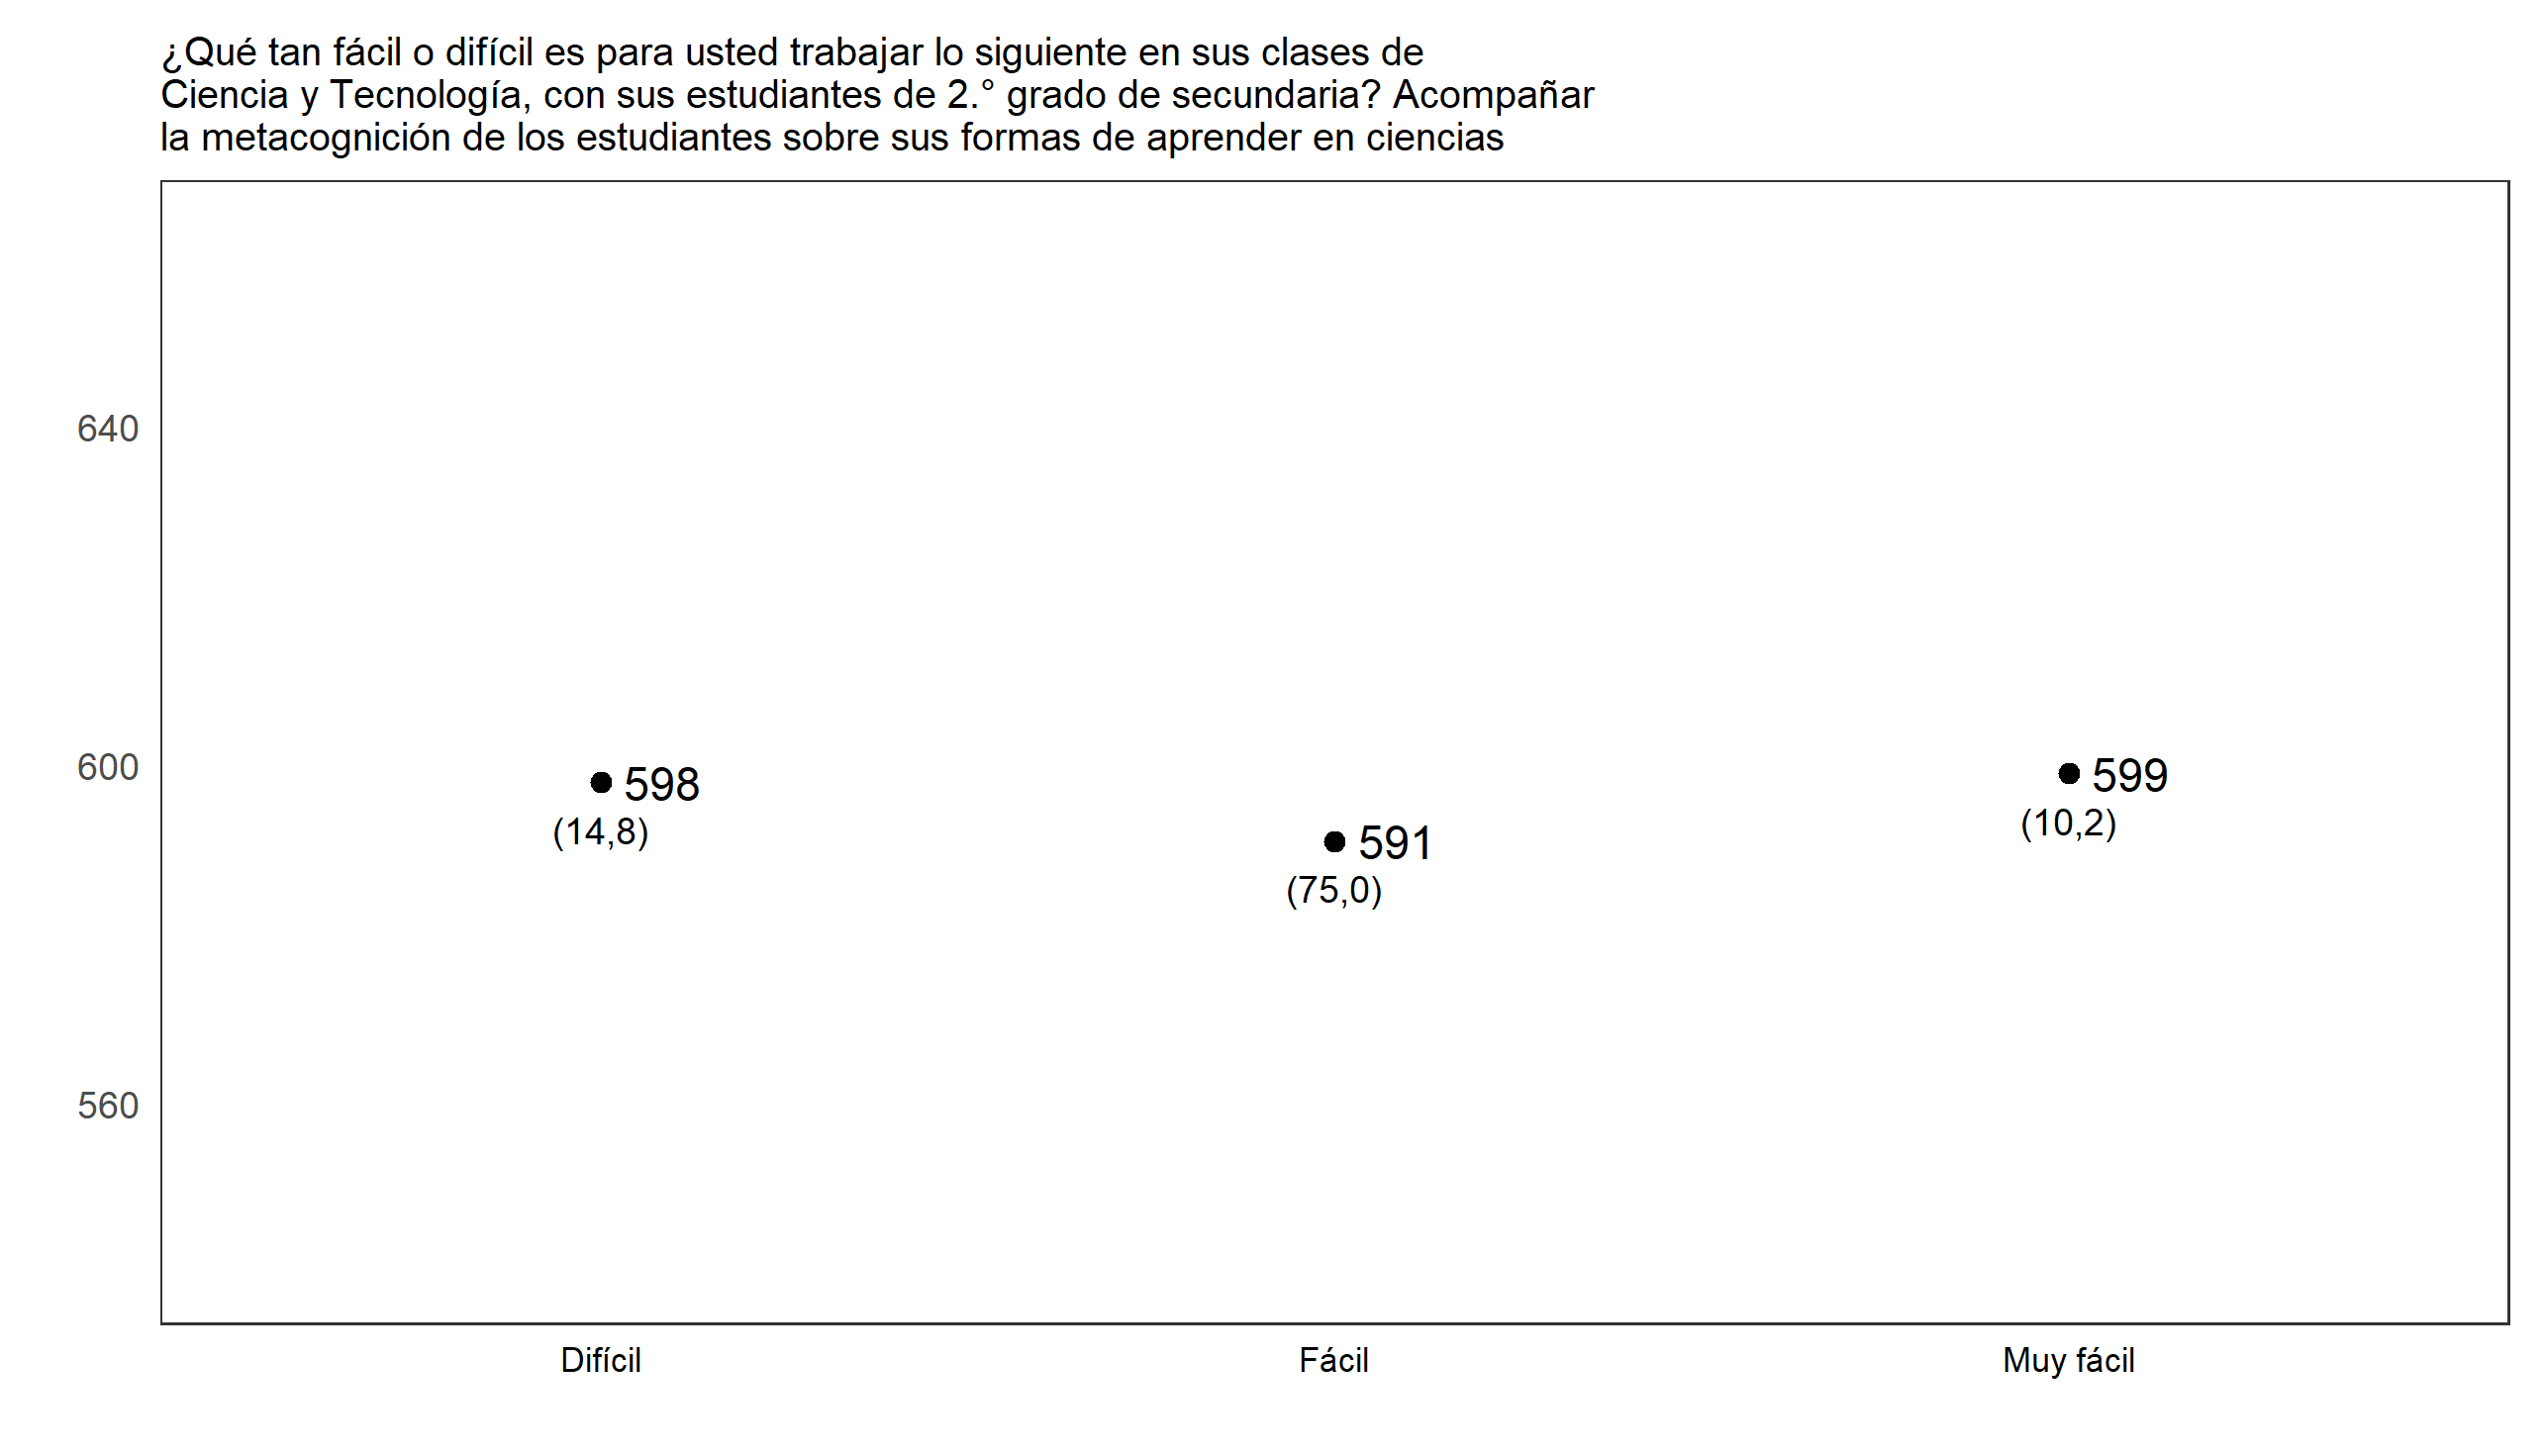 ¿Qué tan fácil o difícil es para usted trabajar lo siguiente en sus clases de
Ciencia y Tecnología, con sus estudiantes de 2.° grado de secundaria? Acompañar
la metacognición de los estudiantes sobre sus formas de aprender en ciencias
640
600
560
598
(14,8)
591
(75,0)
599
(10,2)
Difícil
Fácil
Muy fácil